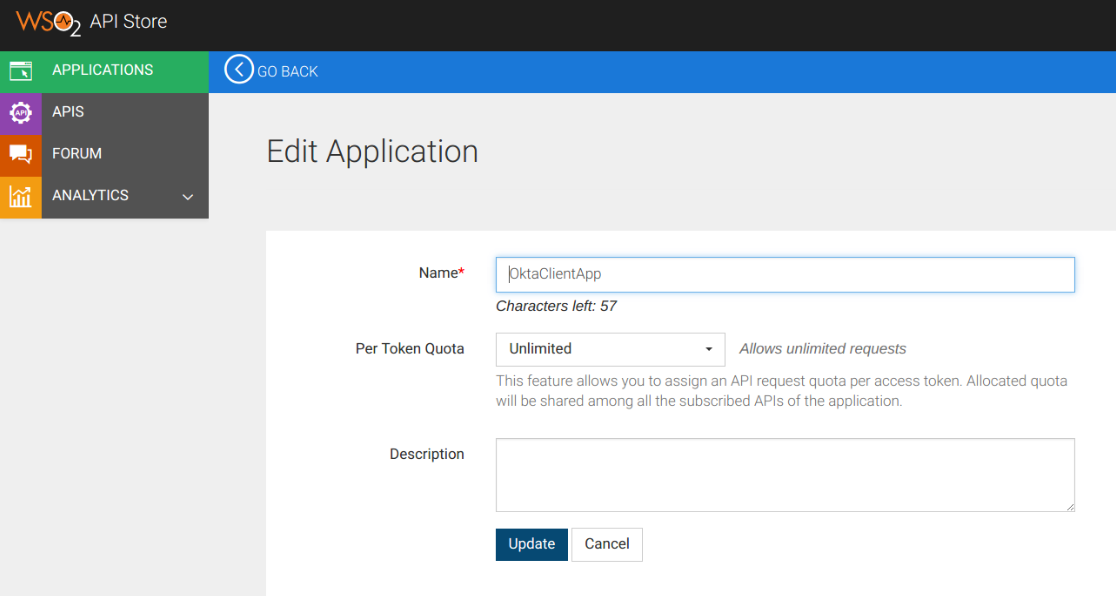 WSO2 API Store
APPLICATIONS
GO BACK
API
APIS
FORUM
ANALYTICS
Edit Application
Name*
OktaClientApp
Characters left: 57
Per Token Quota
Unlimited
Allows unlimited requests
This feature allows you to assign an API request quota per access token. Allocated quota
will be shared among all the subscribed APIs of the application.
Description
Update
Cancel